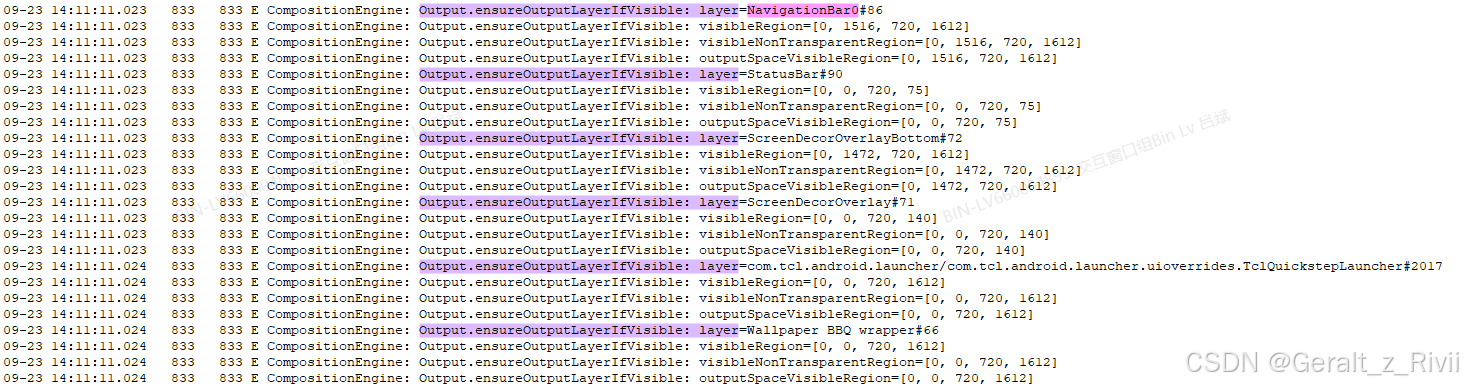 09-23 14:11:11.023 833 833 E CompositionEngine: Output.ensureOutputLayerIfVisible: layer=NavigationBar0#86
09-23 14:11:11.023 833 833 E CompositionEngine: Output.ensureOutputLayerIfVisible: visibleRegion=[0, 1516, 720, 1612]
09-23 14:11:11.023 833 833 E CompositionEngine: Output.ensureOutputLayerIfVisible: visibleNonTransparentRegion=[0, 1516, 720, 1612]
09-23 14:11:11.023 833 833 E CompositionEngine: Output.ensureOutputLayerIfVisible: outputSpaceVisibleRegion=[0, 1516, 720, 1612]
09-23 14:11:11.023 833 833 E CompositionEngine: Output.ensureOutputLayerIfVisible: layer=StatusBar#90
09-23 14:11:11.023 833 833 E CompositionEngine: Output.ensureOutputLayerIfVisible: visibleRegion=[0, 0, 720, 75]
09-23 14:11:11.023 833 833 E CompositionEngine: Output.ensureOutputLayerIfVisible: visibleNonTransparentRegion=[0, 0, 720, 75]
09-23 14:11:11.023 833 833 E CompositionEngine: Output.ensureOutputLayerIfVisible: outputSpaceVisibleRegion=[0, 0, 720, 75]
09-23 14:11:11.023 833 833 E CompositionEngine: Output.ensureOutputLayerIfVisible: layer=ScreenDecorOverlayBottom#72
09-23 14:11:11.023 833 833 E CompositionEngine: Output.ensureOutputLayerIfVisible: visibleRegion=[0, 1472, 720, 1612]
09-23 14:11:11.023 833 833 E CompositionEngine: Output.ensureOutputLayerIfVisible: visibleNonTransparentRegion=[0, 1472, 720, 1612]
09-23 14:11:11.023 833 833 E CompositionEngine: Output.ensureOutputLayerIfVisible: outputSpaceVisibleRegion=[0, 1472, 720, 1612]
09-23 14:11:11.023 833 833 E CompositionEngine: Output.ensureOutputLayerIfVisible: layer=ScreenDecorOverlay#71
09-23 14:11:11.023 833 833 E CompositionEngine: Output.ensureOutputLayerIfVisible: visibleRegion=[0, 0, 720, 140]
09-23 14:11:11.023 833 833 E CompositionEngine: Output.ensureOutputLayerIfVisible: visibleNonTransparentRegion=[0, 0, 720, 140]
09-23 14:11:11.023 833 833 E CompositionEngine: Output.ensureOutputLayerIfVisible: outputSpaceVisibleRegion=[0, 0, 720, 140]
09-23 14:11:11.024 833 833 E CompositionEngine: Output.ensureOutputLayerIfVisible: layer=com.tcl.android.launcher/com.tcl.android.launcher.uioverrides.TclQuickstepLauncher#2017
09-23 14:11:11.024 833 833 E CompositionEngine: Output.ensureOutputLayerIfVisible: visibleRegion=[0, 0, 720, 1612]
09-23 14:11:11.024 833 833 E CompositionEngine: Output.ensureOutputLayerIfVisible: visibleNonTransparentRegion=[0, 0, 720, 1612]
09-23 14:11:11.024 833 833 E CompositionEngine: Output.ensureOutputLayerIfVisible: outputSpaceVisibleRegion=[0, 0, 720, 1612]
09-23 14:11:11.024 833 833 E CompositionEngine: Output.ensureOutputLayerIfVisible: layer=Wallpaper BBQ wrapper#66
09-23 14:11:11.024 833 833 E CompositionEngine: Output.ensureOutputLayerIfVisible: visibleRegion=[0, 0, 720, 1612]
09-23 14:11:11.024 833 833 E CompositionEngine: Output.ensureOutputLayerIfVisible: visibleNonTransparentRegion=[0, 0, 720, 1612]
09-23 14:11:11.024 833 833 E CompositionEngine: Output.ensureOutputLayerIfVisible: outputSpaceVisibleRegion=[0, 0, 720, 1612]
交互窗口组Bin Lv 吕斌
CSDN @Geralt_z_Rivii